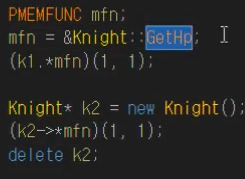 PMEMFUNC mfn;
mfn = &Knight::GetHp;
(k1.*mfn)(1, 1);
Knight* k2 = new Knight();
(k2->*mfn)(1, 1);
delete k2;